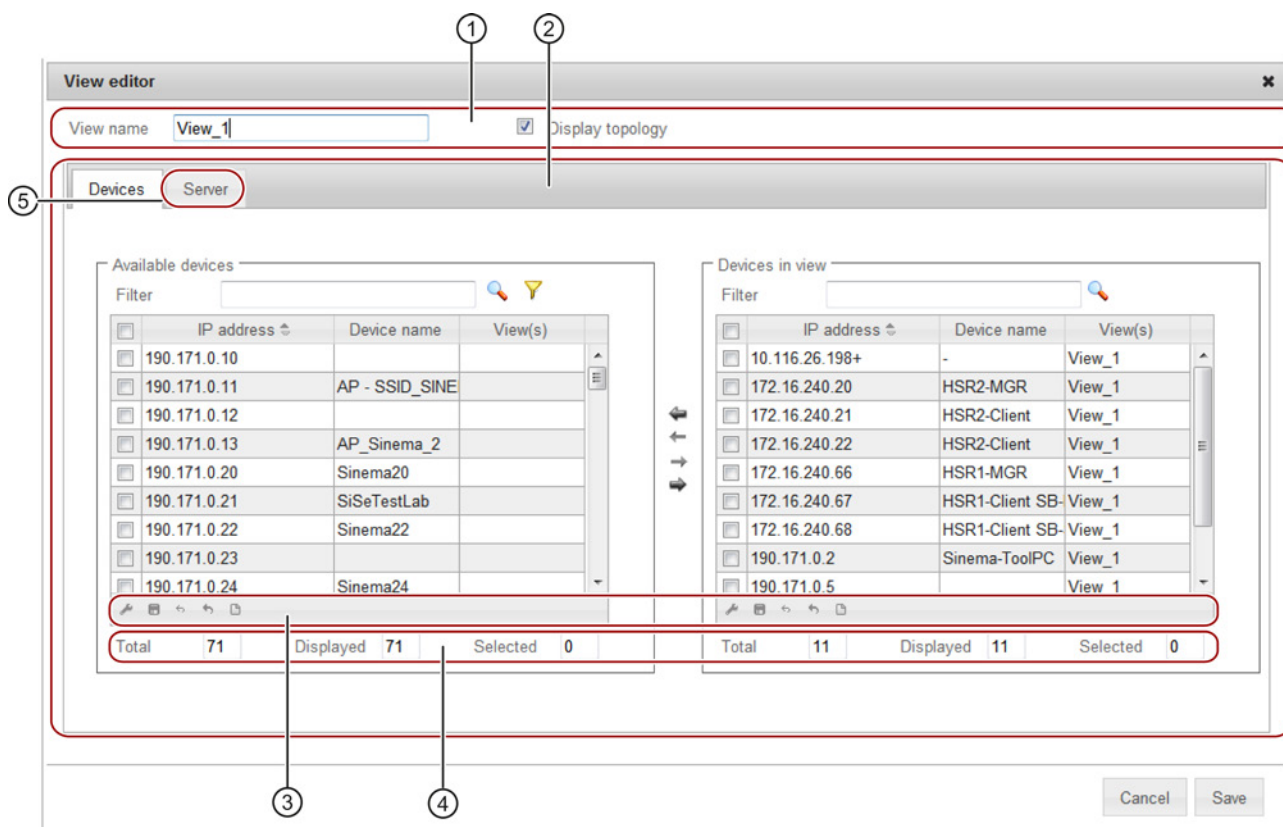 1 2
View editor
View name View_1 Display topology
Devices Server
5
Available devices
Filter
IP address Device name View(s)
190.171.0.10
190.171.0.11 AP - SSID_SINE
190.171.0.12
190.171.0.13 AP_Sinema_2
190.171.0.20 Sinema20
190.171.0.21 SiSeTestLab
190.171.0.22 Sinema22
190.171.0.23
190.171.0.24 Sinema24
Total 71 Displayed 71 Selected 0
Devices in view
Filter
IP address Device name View(s)
10.116.26.198+ - View_1
172.16.240.20 HSR2-MGR View_1
172.16.240.21 HSR2-Client View_1
172.16.240.22 HSR2-Client View_1
172.16.240.66 HSR1-MGR View_1
172.16.240.67 HSR1-Client SB- View_1
172.16.240.68 HSR1-Client SB- View_1
190.171.0.2 Sinema-ToolPC View_1
190.171.0.5 View_1
Total 11 Displayed 11 Selected 0
3 4
Cancel Save